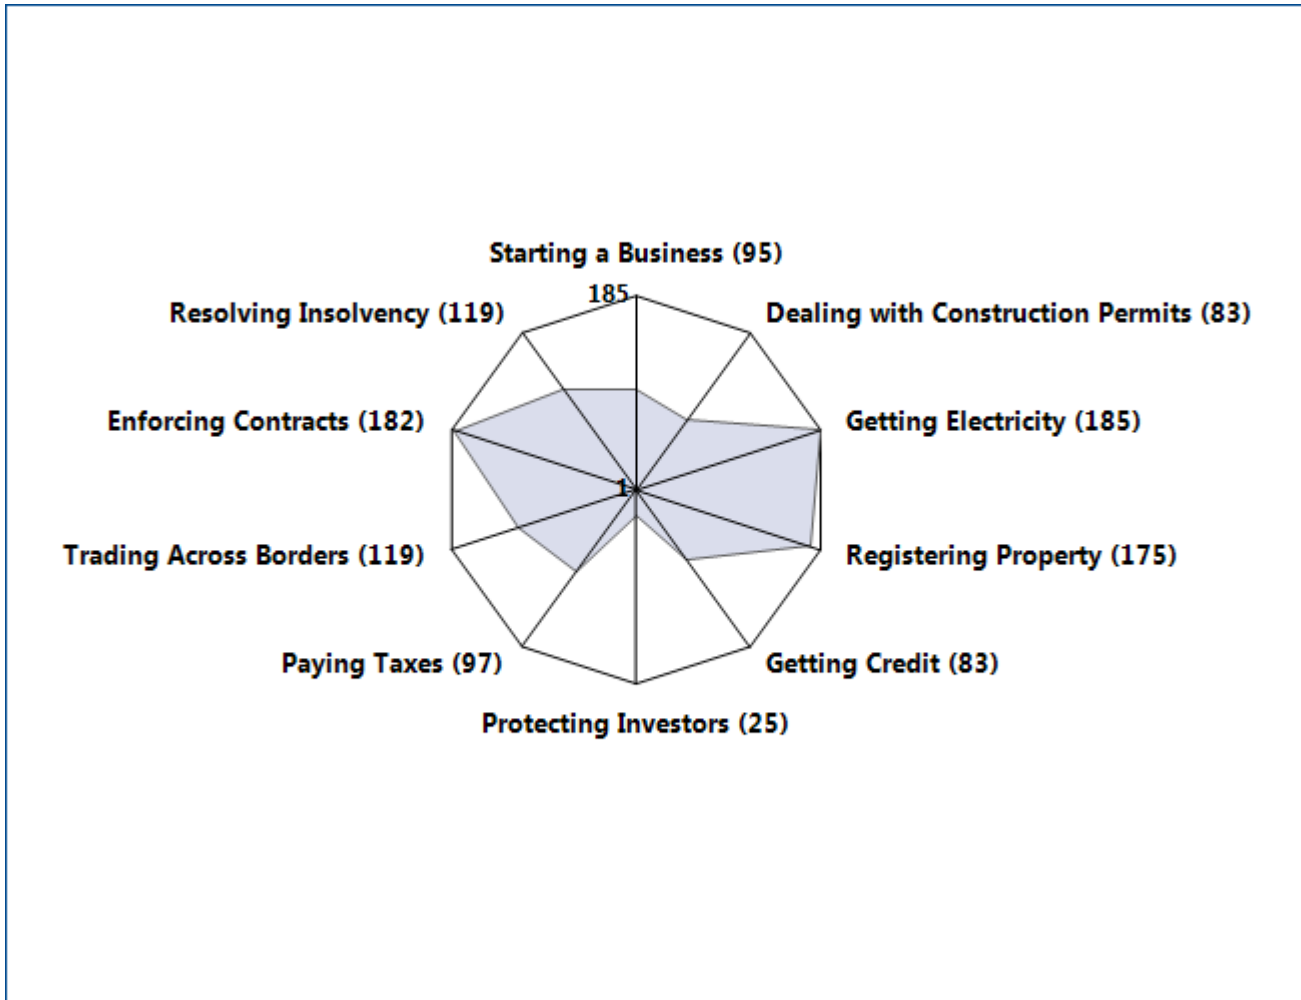 Starting a Business (95)
185
Resolving Insolvency (119)
Dealing with Construction Permits (83)
Enforcing Contracts (182)
Getting Electricity (185)
1
Trading Across Borders (119)
Registering Property (175)
Paying Taxes (97)
Getting Credit (83)
Protecting Investors (25)